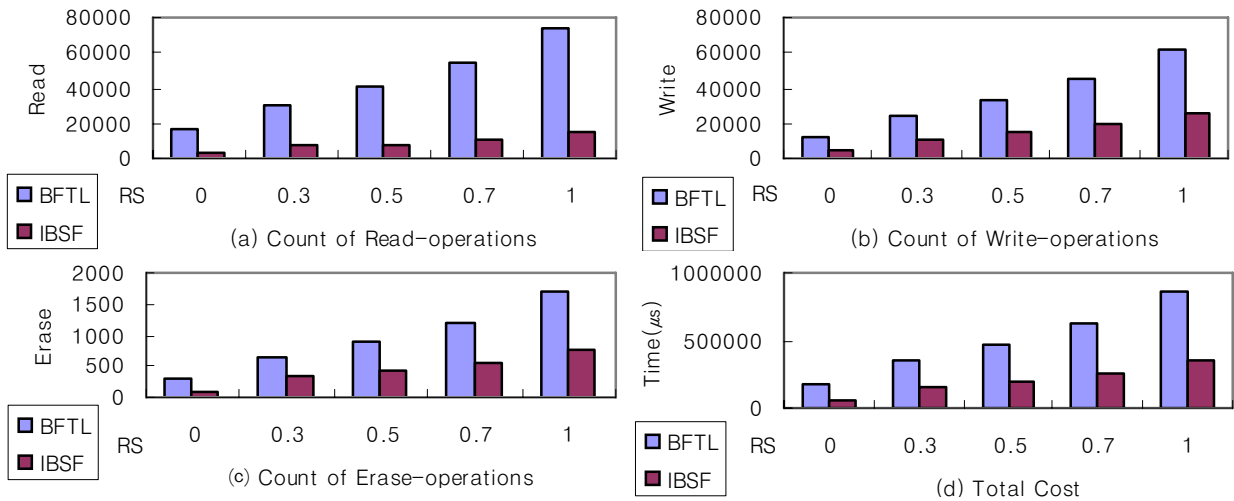 80000
60000
40000
20000
0
Read
BFTL
IBSF
RS 0 0.3 0.5 0.7 1
(a) Count of Read-operations
80000
60000
40000
20000
0
Write
BFTL
IBSF
RS 0 0.3 0.5 0.7 1
(b) Count of Write-operations
2000
1500
1000
500
0
Erase
BFTL
IBSF
RS 0 0.3 0.5 0.7 1
(c) Count of Erase-operations
1000000
500000
0
Time(μs)
BFTL
IBSF
RS 0 0.3 0.5 0.7 1
(d) Total Cost